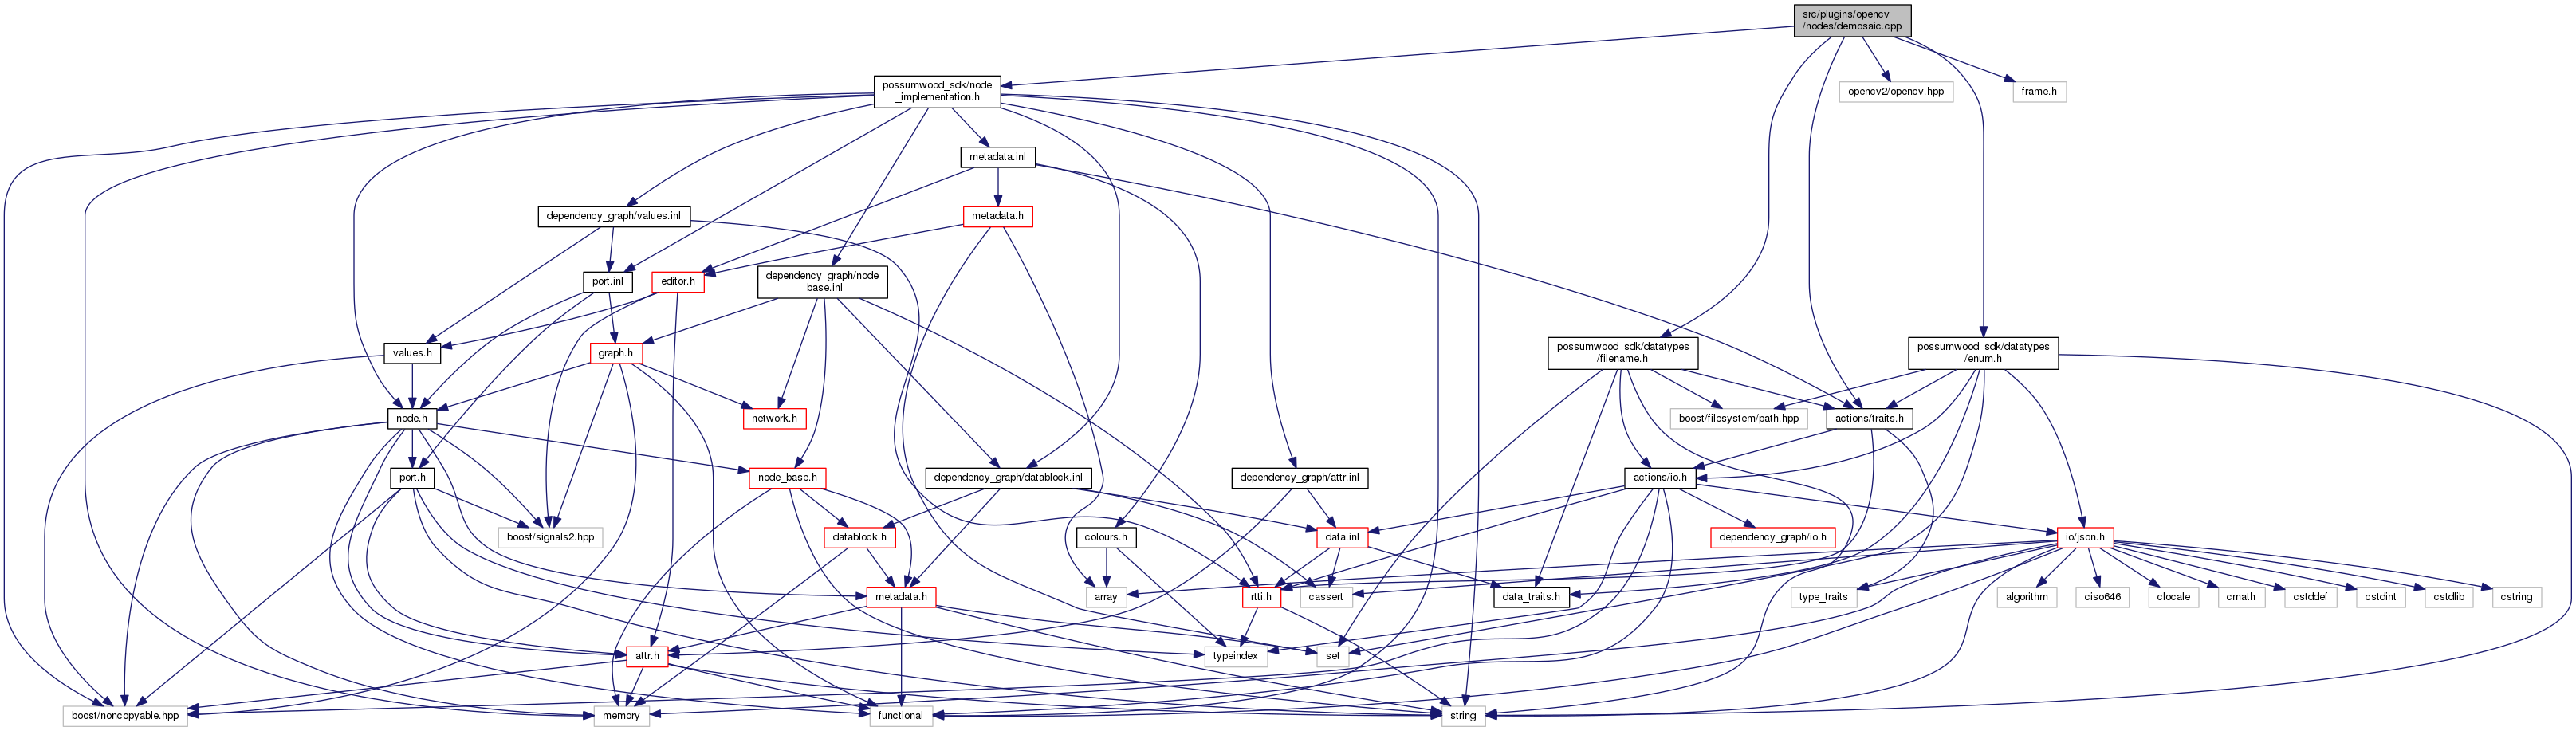 src/plugins/opencv
/nodes/demosaic.cpp
possumwood_sdk/node
_implementation.h
opencv2/opencv.hpp
frame.h
metadata.inl
dependency_graph/values.inl
metadata.h
dependency_graph/node
_base.inl
port.inl
editor.h
values.h
graph.h
possumwood_sdk/datatypes
/filename.h
possumwood_sdk/datatypes
/enum.h
node.h
network.h
boost/filesystem/path.hpp
actions/traits.h
port.h
node_base.h
dependency_graph/datablock.inl
dependency_graph/attr.inl
actions/io.h
boost/signals2.hpp
datablock.h
colours.h
data.inl
dependency_graph/io.h
io/json.h
metadata.h
array
rtti.h
cassert
data_traits.h
type_traits
algorithm
ciso646
clocale
cmath
cstddef
cstdint
cstdlib
cstring
attr.h
typeindex
set
boost/noncopyable.hpp
memory
functional
string